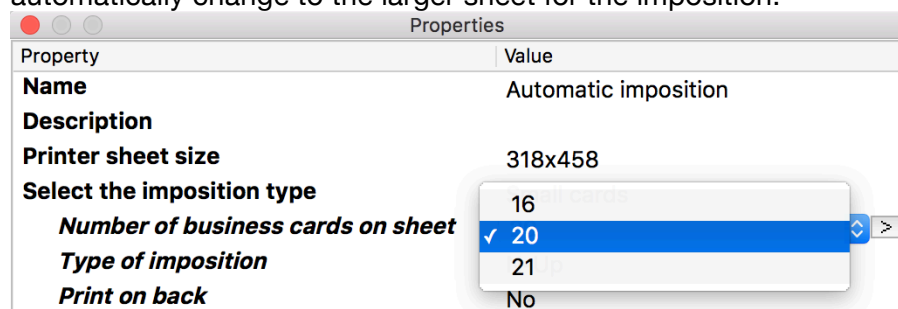 automatically change to the larger sheet for the imposition.
Properties
Property Value
Name Automatic imposition
Description
Printer sheet size 318x458
Select the imposition type 16 cards
Number of business cards on sheet ✓ 20 >
Type of imposition 21 Up
Print on back No